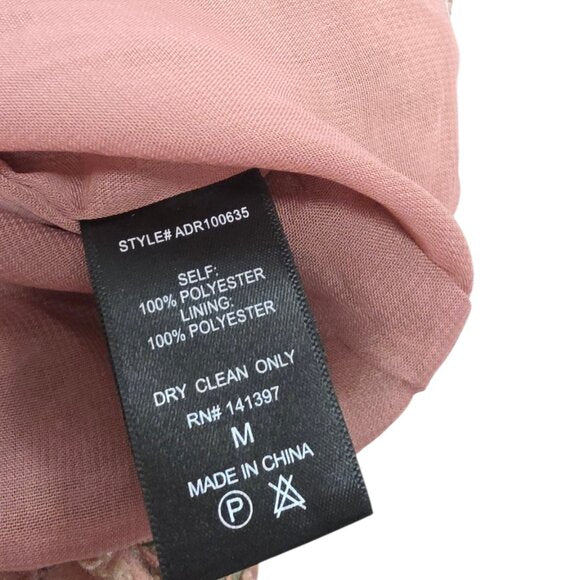 STYLE# ADR100635
SELF:
100% POLYESTER
LINING:
100% POLYESTER
DRY CLEAN ONLY
RN# 141397
M
MADE IN CHINA
P